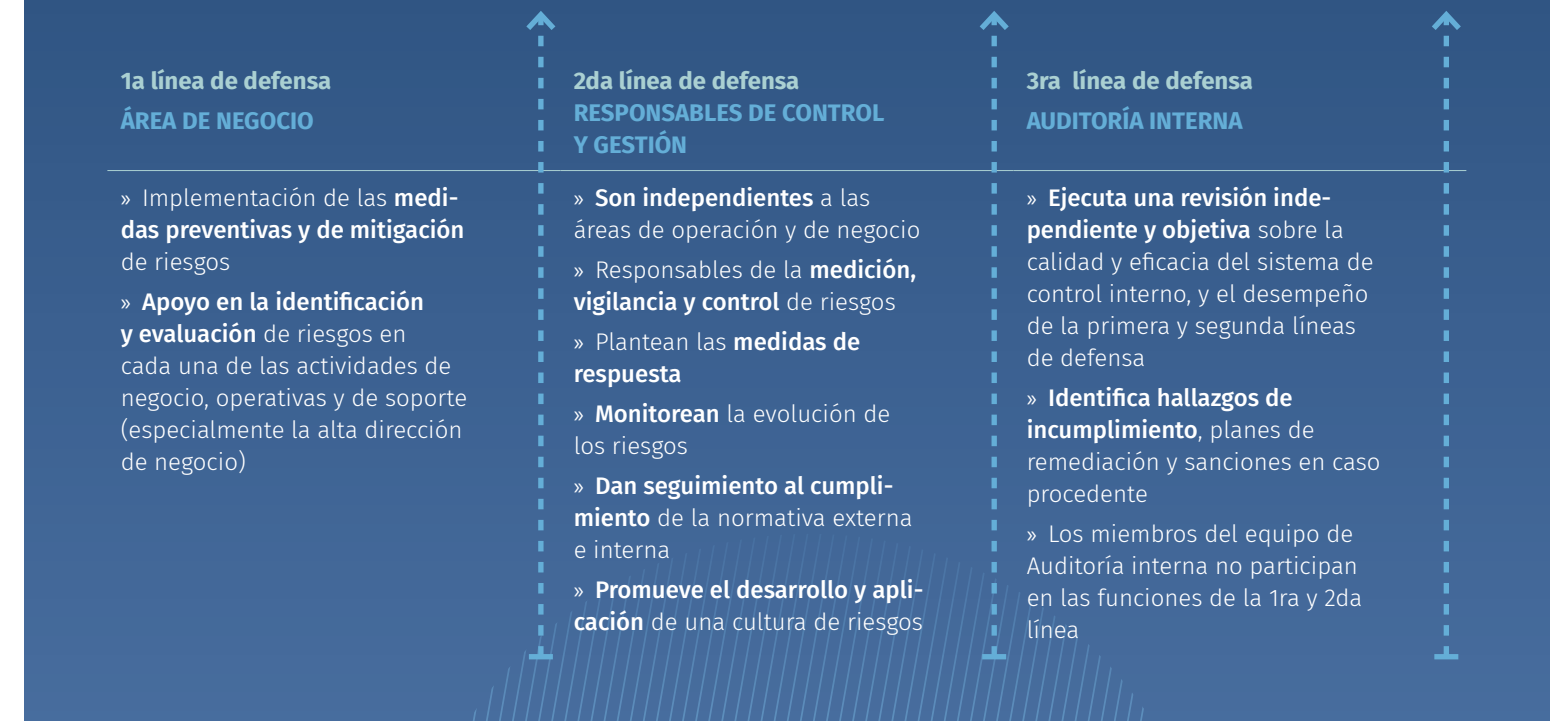 1a línea de defensa
ÁREA DE NEGOCIO
» Implementación de las medi-
das preventivas y de mitigación
de riesgos
» Apoyo en la identificación
y evaluación de riesgos en
cada una de las actividades de
negocio, operativas y de soporte
(especialmente la alta dirección
de negocio)
2da línea de defensa
RESPONSABLES DE CONTROL
Y GESTIÓN
» Son independientes a las
áreas de operación y de negocio
» Responsables de la medición,
vigilancia y control de riesgos
» Plantean las medidas de
respuesta
» Monitorean la evolución de
los riesgos
» Dan seguimiento al cumpli-
miento de la normativa externa
e interna
» Promueve el desarrollo y apli-
cación de una cultura de riesgos
3ra línea de defensa
AUDITORÍA INTERNA
» Ejecuta una revisión inde-
pendiente y objetiva sobre la
calidad y eficacia del sistema de
control interno, y el desempeño
de la primera y segunda líneas
de defensa
» Identifica hallazgos de
incumplimiento, planes de
remediación y sanciones en caso
procedente
» Los miembros del equipo de
Auditoría interna no participan
en las funciones de la 1ra y 2da
línea